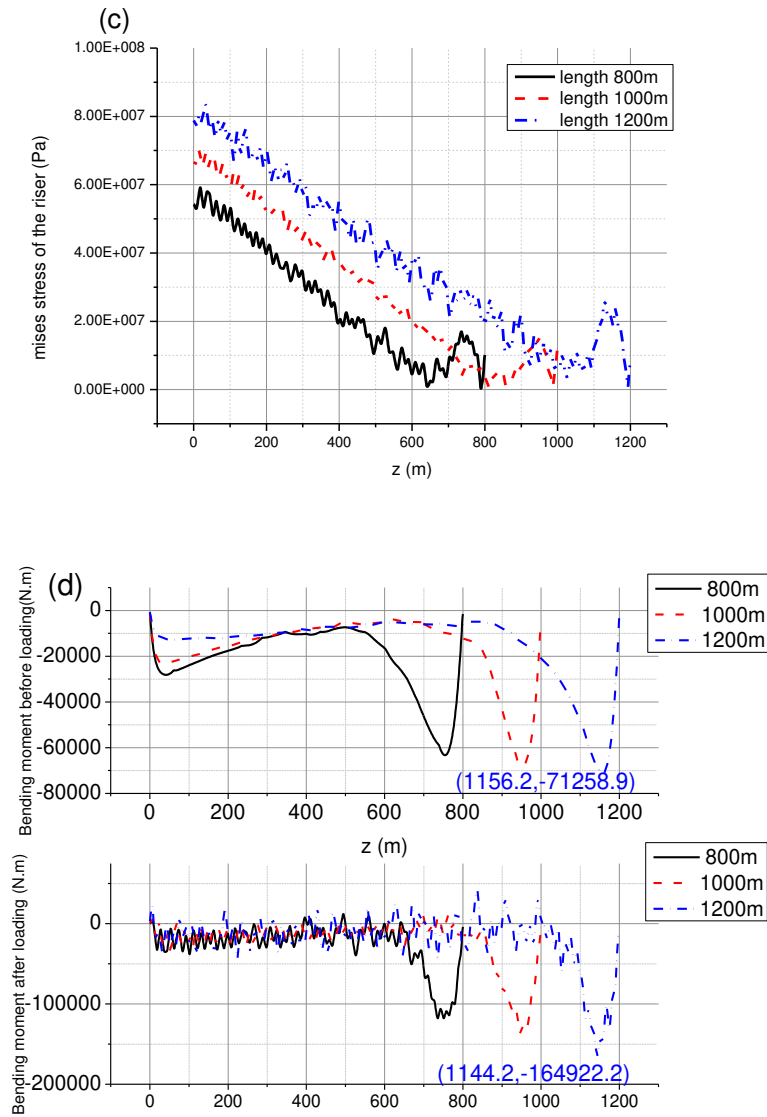 (c)
1.00E+008
8.00E+007
6.00E+007
4.00E+007
2.00E+007
0.00E+000
mises stress of the riser (Pa)
length 800m
length 1000m
length 1200m
0 200 400 600 800 1000 1200
z (m)
(d)
Bending moment before loading(N.m)
0
-20000
-40000
-60000
-80000
800m
1000m
1200m
(1156.2,-71258.9)
0 200 400 600 800 1000 1200
z (m)
Bending moment after loading (N.m)
0
-100000
-200000
800m
1000m
1200m
(1144.2,-164922.2)
0 200 400 600 800 1000 1200